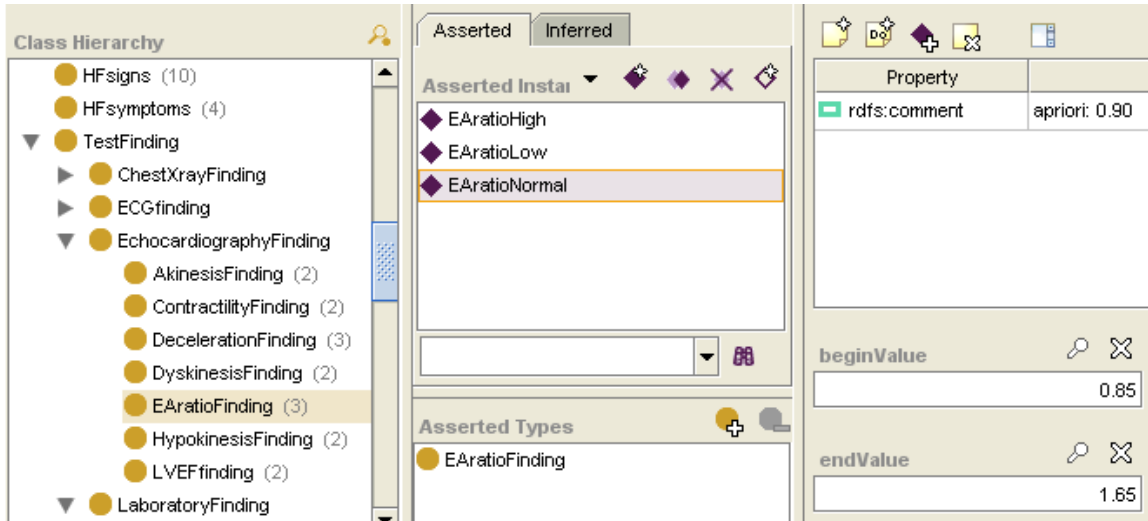 Class Hierarchy
HFsigns (10)
HFsymptoms (4)
TestFinding
ChestXrayFinding
ECGfinding
EchocardiographyFinding
AkinesisFinding (2)
ContractilityFinding (2)
DecelerationFinding (3)
DyskinesisFinding (2)
EAratioFinding (3)
HypokinesisFinding (2)
LVEFfinding (2)
LaboratoryFinding
Asserted Inferred
Asserted Instai
EAratioHigh
EAratioLow
EAratioNormal
Asserted Types
EAratioFinding
Property
rdfs:comment apriori: 0.90
beginValue
0.85
endValue
1.65